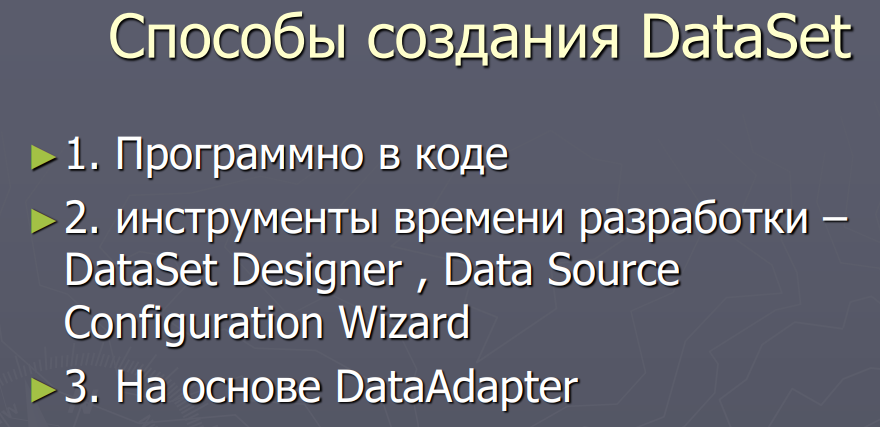 Способы создания DataSet
►1. Программно в коде
►2. инструменты времени разработки –
DataSet Designer , Data Source
Configuration Wizard
►3. На основе DataAdapter